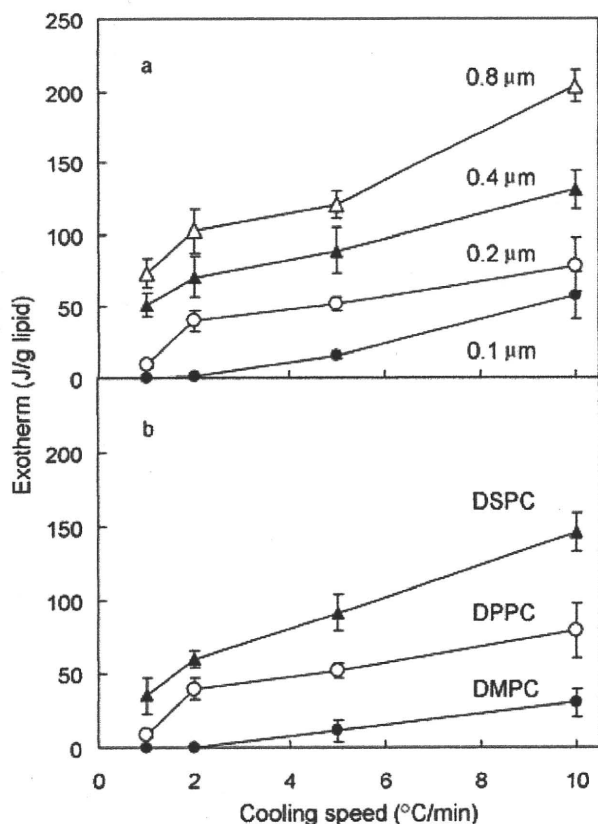 250
a
0.8 μm
200
150
0.4 μm
100
0.2 μm
50
0.1 μm
0
Exotherm (J/g lipid)
b
200
DSPC
150
100
DPPC
50
DMPC
0
0 2 4 6 8 10
Cooling speed (°C/min)